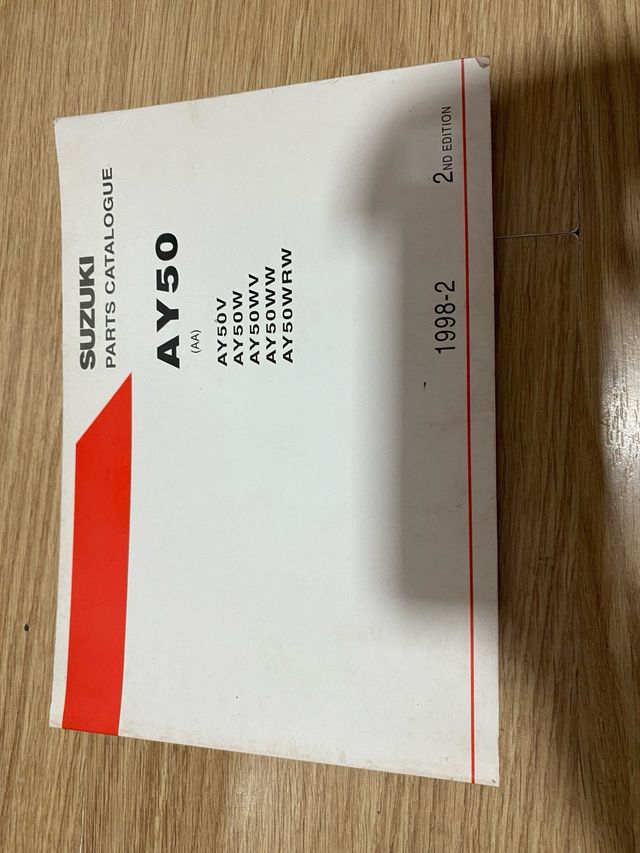 SUZUKI
PARTS CATALOGUE
AY50
(AA)
AY50V
AY50W
AY50WV
AY50WW
AY50WRW
1998-2
2ND EDITION